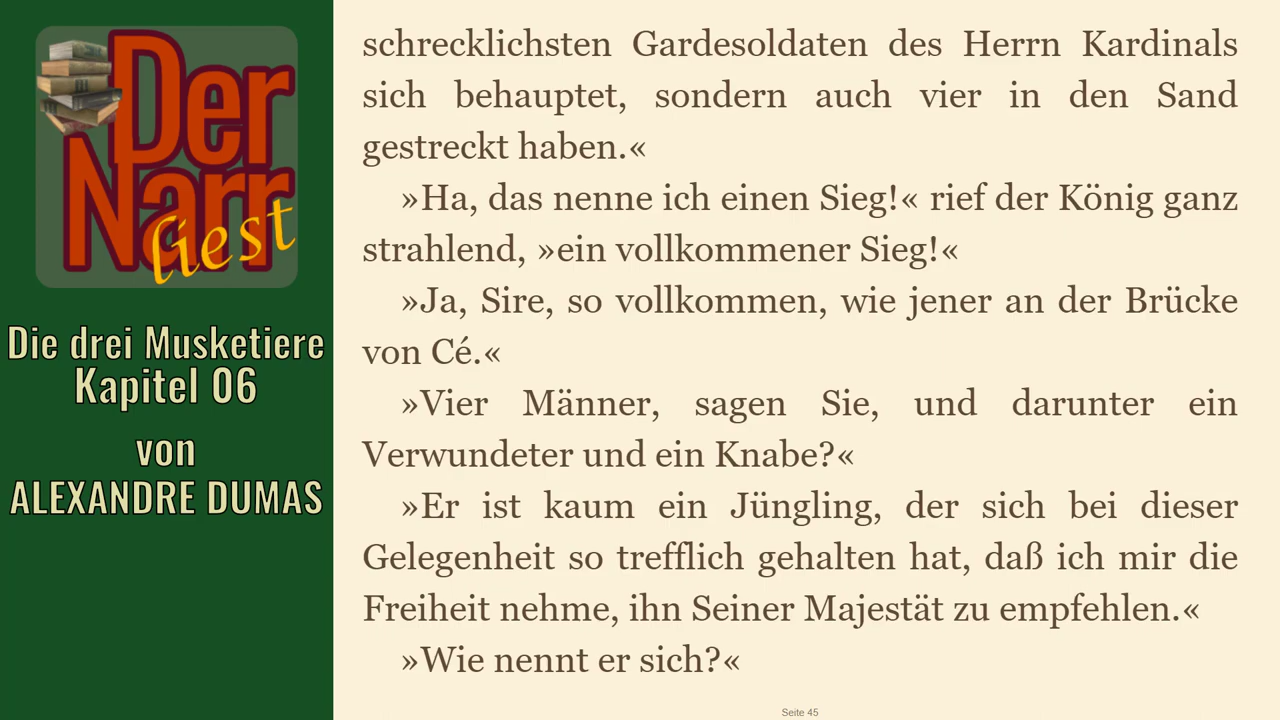 Der
Narr
liest
Die drei Musketiere
Kapitel 06
von
ALEXANDRE DUMAS
schrecklichsten Gardesoldaten des Herrn Kardinals
sich behauptet, sondern auch vier in den Sand
gestreckt haben.«
»Ha, das nenne ich einen Sieg!« rief der König ganz
strahlend, »ein vollkommener Sieg!«
»Ja, Sire, so vollkommen, wie jener an der Brücke
von Cé.«
»Vier Männer, sagen Sie, und darunter ein
Verwundeter und ein Knabe?«
»Er ist kaum ein Jüngling, der sich bei dieser
Gelegenheit so trefflich gehalten hat, daß ich mir die
Freiheit nehme, ihn Seiner Majestät zu empfehlen.«
»Wie nennt er sich?«
Seite 45